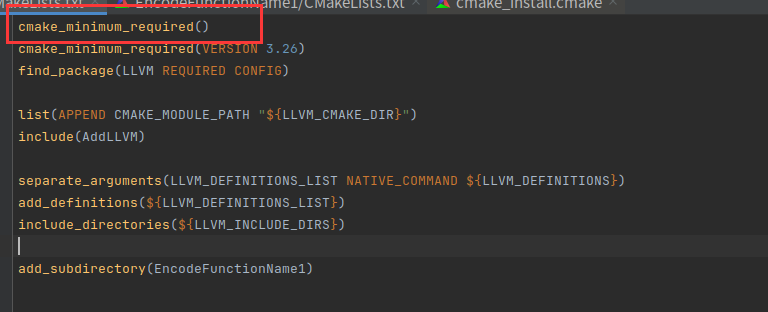 akeLists.txt EncodeFunctionName1/CMakeLists.txt cmake_install.cmake
cmake_minimum_required()
cmake_minimum_required(VERSION 3.26)
find_package(LLVM REQUIRED CONFIG)
list(APPEND CMAKE_MODULE_PATH "${LLVM_CMAKE_DIR}")
include(AddLLVM)
separate_arguments(LLVM_DEFINITIONS_LIST NATIVE_COMMAND ${LLVM_DEFINITIONS})
add_definitions(${LLVM_DEFINITIONS_LIST})
include_directories(${LLVM_INCLUDE_DIRS})
add_subdirectory(EncodeFunctionName1)